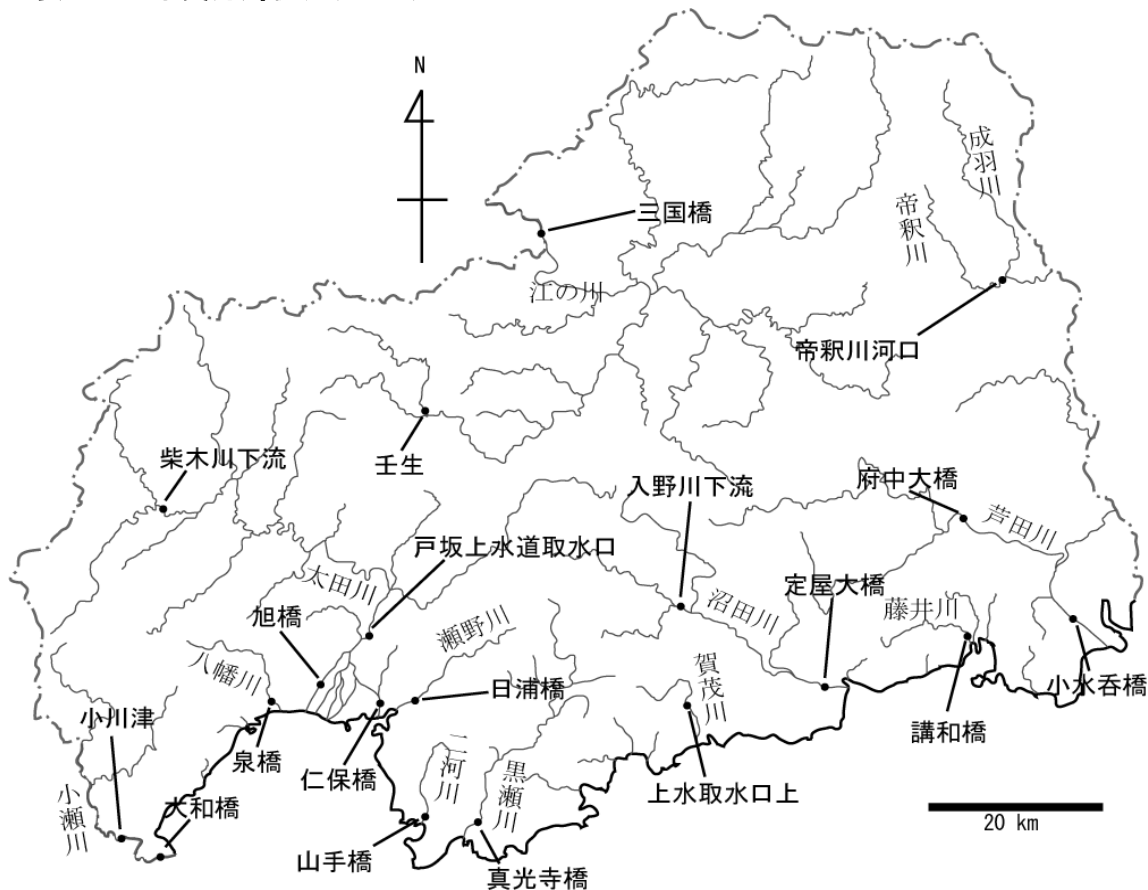 N
成羽川
帝釈川
三国橋
江の川
帝釈川河口
柴木川下流
壬生
入野川下流
府中大橋
芦田川
戸坂上水道取水口
太田川
定屋大橋
沼田川
藤井川
旭橋
瀬野川
賀茂川
八幡川
日浦橋
小水呑橋
小川津
泉橋
仁保橋
二河川
黒瀬川
講和橋
上水取水口上
小瀬川
大和橋
山手橋
真光寺橋
20 km